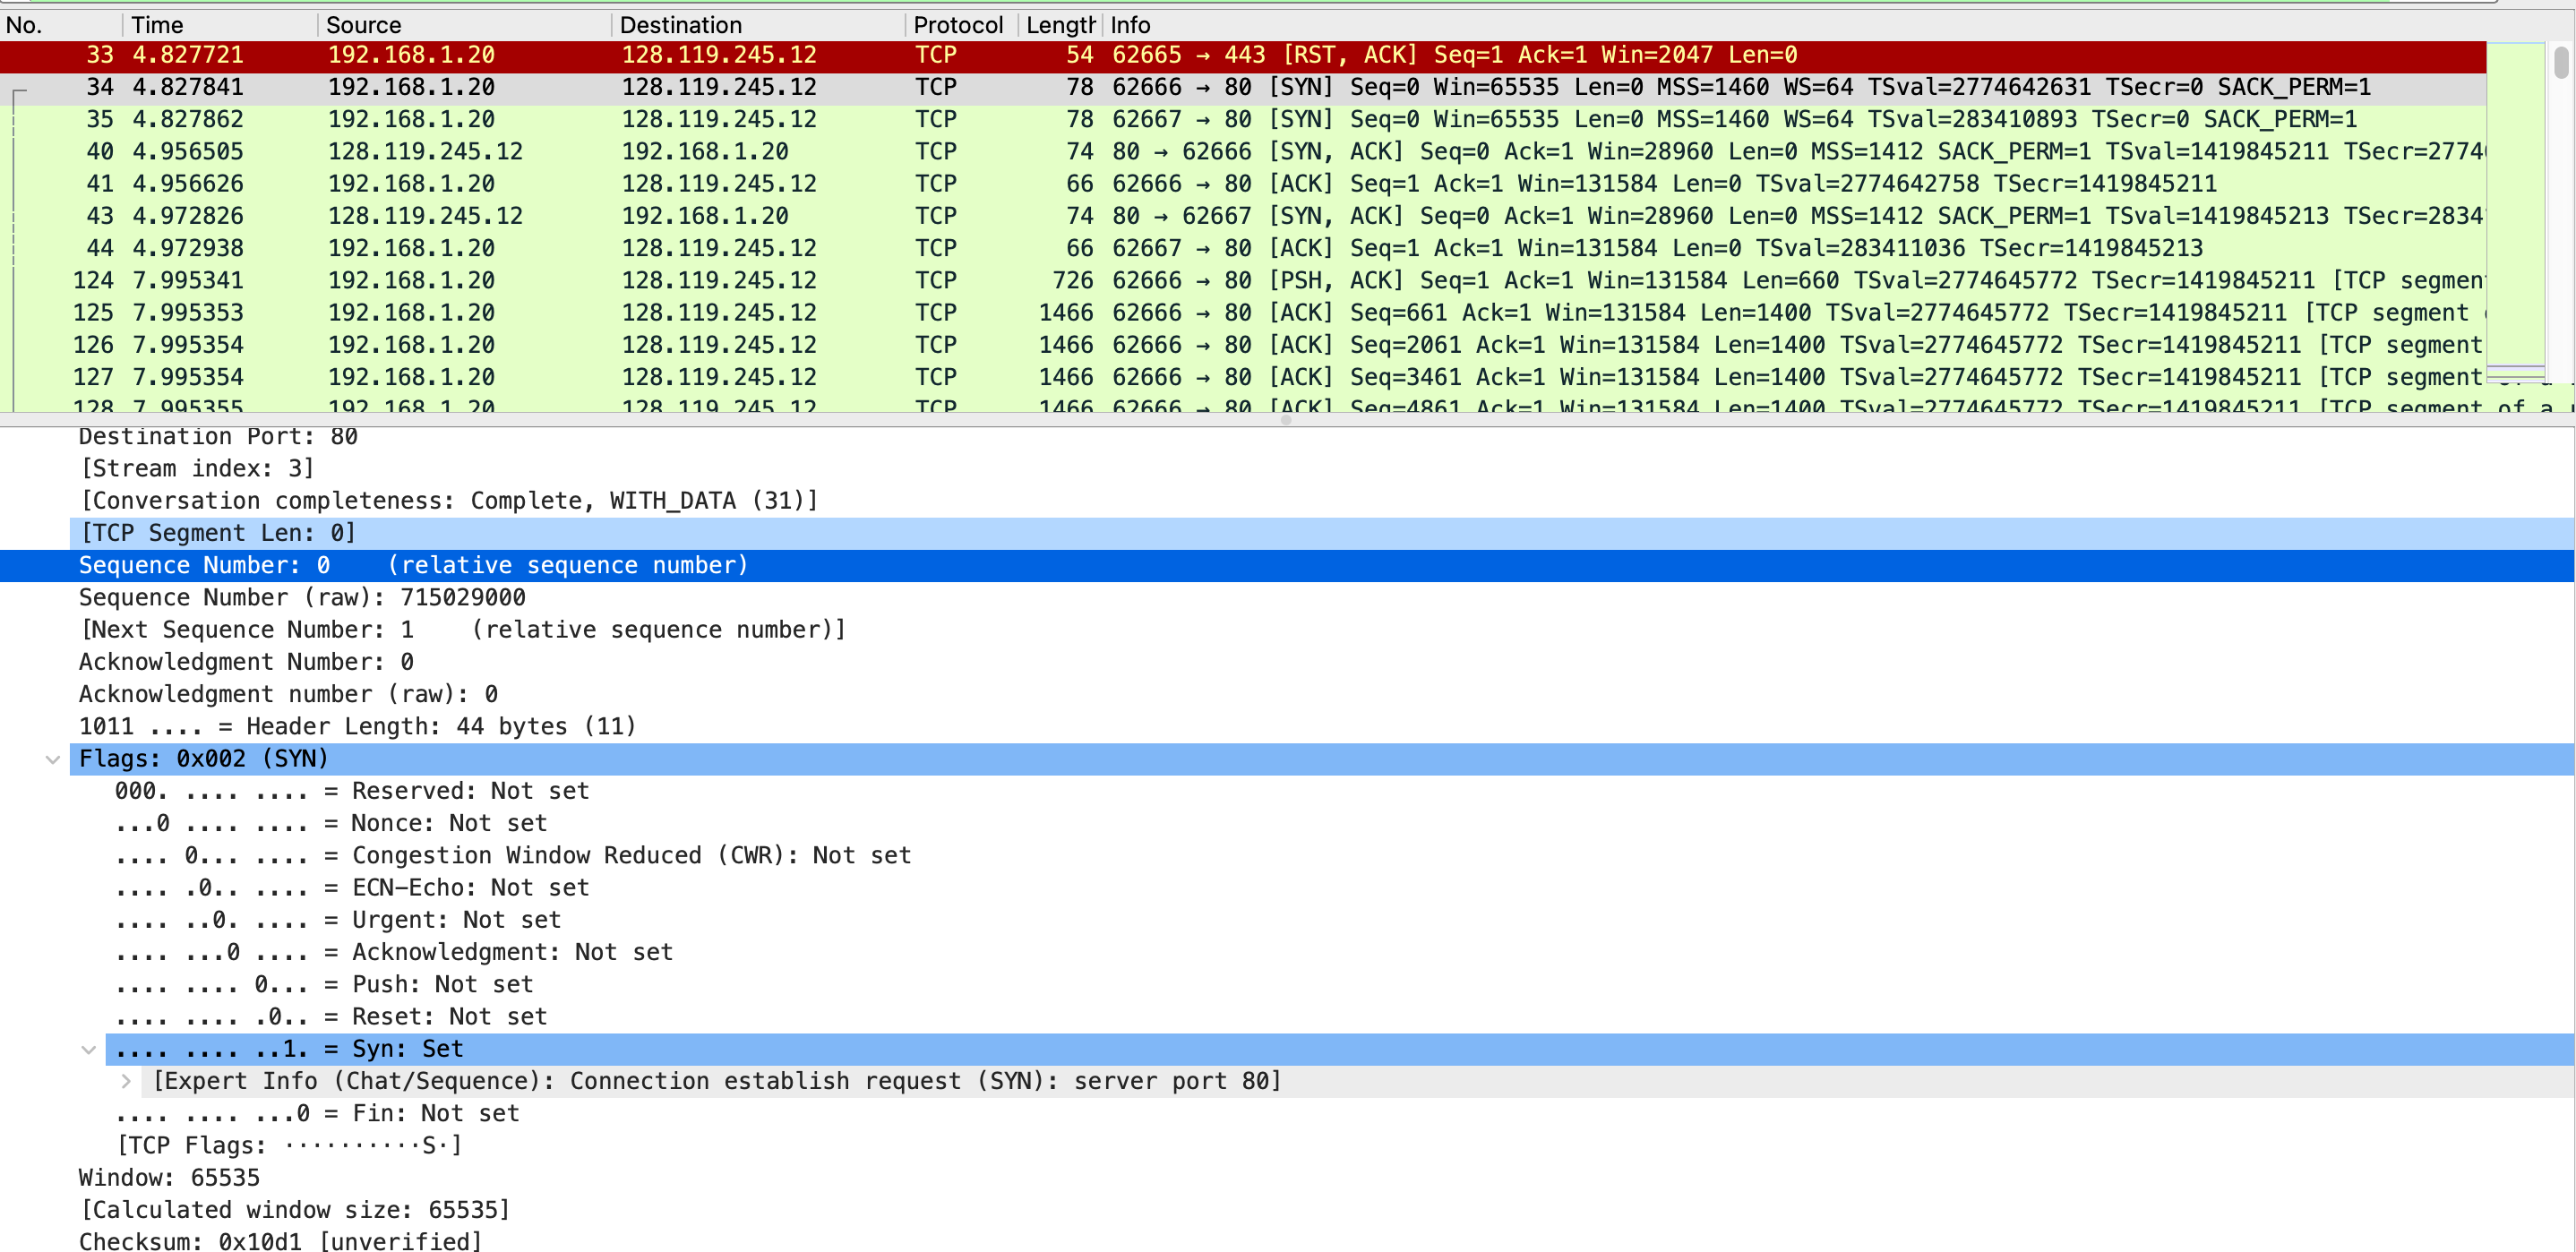 No. Time Source Destination Protocol Length Info
33 4.827721 192.168.1.20 128.119.245.12 TCP 54 62665 → 443 [RST, ACK] Seq=1 Ack=1 Win=2047 Len=0
34 4.827841 192.168.1.20 128.119.245.12 TCP 78 62666 → 80 [SYN] Seq=0 Win=65535 Len=0 MSS=1460 WS=64 TSval=2774642631 TSecr=0 SACK_PERM=1
35 4.827862 192.168.1.20 128.119.245.12 TCP 78 62667 → 80 [SYN] Seq=0 Win=65535 Len=0 MSS=1460 WS=64 TSval=283410893 TSecr=0 SACK_PERM=1
40 4.956505 128.119.245.12 192.168.1.20 TCP 74 80 → 62666 [SYN, ACK] Seq=0 Ack=1 Win=28960 Len=0 MSS=1412 SACK_PERM=1 TSval=1419845211 TSecr=2774
41 4.956626 192.168.1.20 128.119.245.12 TCP 66 62666 → 80 [ACK] Seq=1 Ack=1 Win=131584 Len=0 TSval=2774642758 TSecr=1419845211
43 4.972826 128.119.245.12 192.168.1.20 TCP 74 80 → 62667 [SYN, ACK] Seq=0 Ack=1 Win=28960 Len=0 MSS=1412 SACK_PERM=1 TSval=1419845213 TSecr=2834
44 4.972938 192.168.1.20 128.119.245.12 TCP 66 62667 → 80 [ACK] Seq=1 Ack=1 Win=131584 Len=0 TSval=283411036 TSecr=1419845213
124 7.995341 192.168.1.20 128.119.245.12 TCP 726 62666 → 80 [PSH, ACK] Seq=1 Ack=1 Win=131584 Len=660 TSval=2774645772 TSecr=1419845211 [TCP segmen
125 7.995353 192.168.1.20 128.119.245.12 TCP 1466 62666 → 80 [ACK] Seq=661 Ack=1 Win=131584 Len=1400 TSval=2774645772 TSecr=1419845211 [TCP segment
126 7.995354 192.168.1.20 128.119.245.12 TCP 1466 62666 → 80 [ACK] Seq=2061 Ack=1 Win=131584 Len=1400 TSval=2774645772 TSecr=1419845211 [TCP segment
127 7.995354 192.168.1.20 128.119.245.12 TCP 1466 62666 → 80 [ACK] Seq=3461 Ack=1 Win=131584 Len=1400 TSval=2774645772 TSecr=1419845211 [TCP segment of a
128 7.995355 192.168.1.20 128.119.245.12 TCP 1466 62666 → 80 [ACK] Seq=4861 Ack=1 Win=131584 Len=1400 TSval=2774645772 TSecr=1419845211 [TCP segment of a
Destination Port: 80
[Stream index: 3]
[Conversation completeness: Complete, WITH_DATA (31)]
[TCP Segment Len: 0]
Sequence Number: 0 (relative sequence number)
Sequence Number (raw): 715029000
[Next Sequence Number: 1 (relative sequence number)]
Acknowledgment Number: 0
Acknowledgment number (raw): 0
1011 .... = Header Length: 44 bytes (11)
Flags: 0x002 (SYN)
000. .... .... = Reserved: Not set
...0 .... .... = Nonce: Not set
.... 0... .... = Congestion Window Reduced (CWR): Not set
.... .0.. .... = ECN-Echo: Not set
.... ..0. .... = Urgent: Not set
.... ...0 .... = Acknowledgment: Not set
.... .... 0... = Push: Not set
.... .... .0.. = Reset: Not set
.... .... ..1. = Syn: Set
[Expert Info (Chat/Sequence): Connection establish request (SYN): server port 80]
.... .... ...0 = Fin: Not set
[TCP Flags: ··········S·]
Window: 65535
[Calculated window size: 65535]
Checksum: 0x10d1 [unverified]